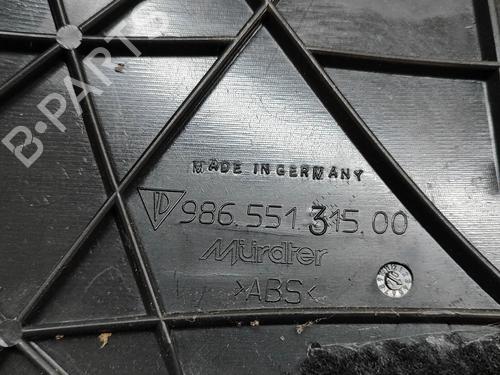 B-PARTS
MADE IN GERMANY
986.551.315.00
Mürdter
>ABS<